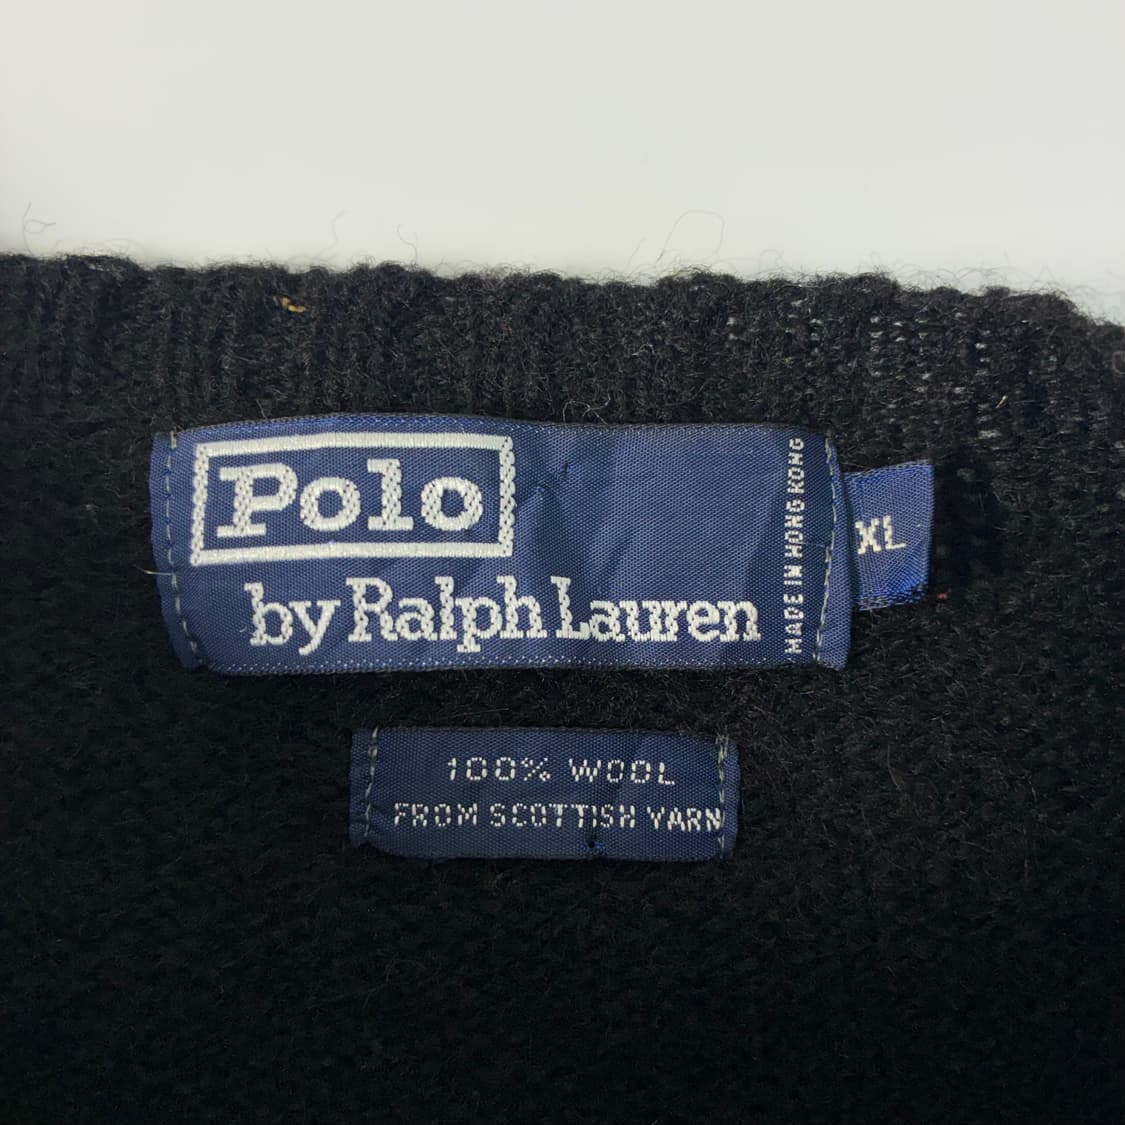 Polo
by Ralph Lauren
MADE IN HONG KONG
XL
100% WOOL
FROM SCOTTISH YARN